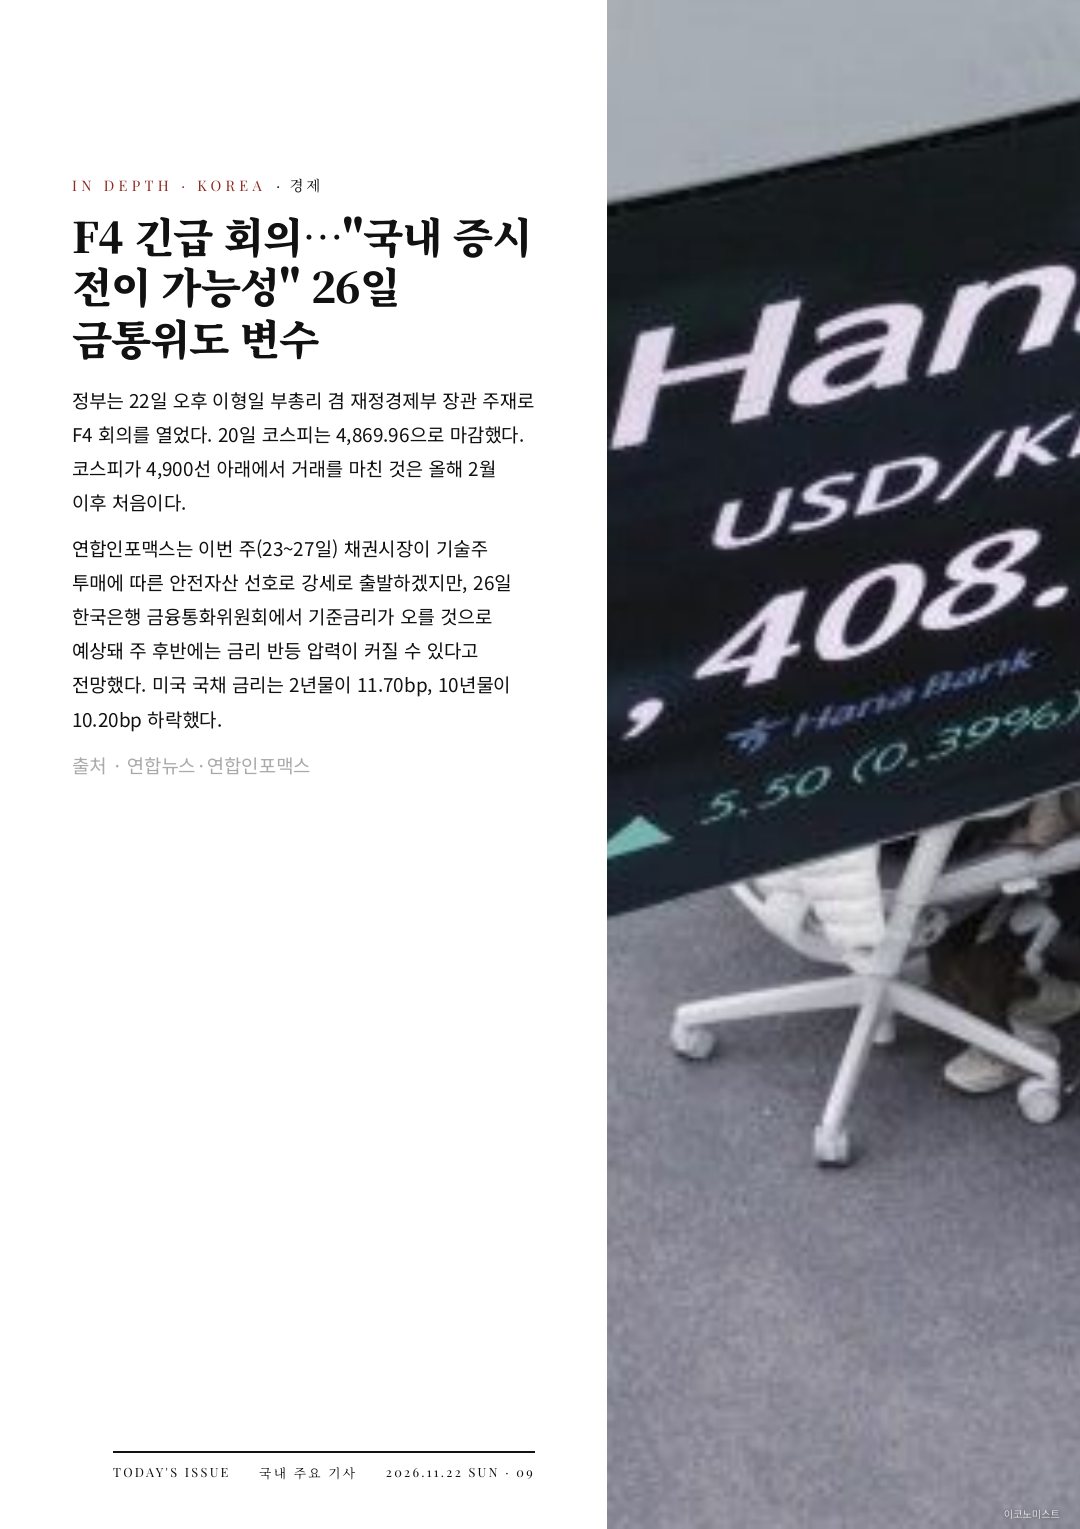 IN DEPTH · KOREA · 경제
F4 긴급 회의…"국내 증시
전이 가능성" 26일
금통위도 변수
정부는 22일 오후 이형일 부총리 겸 재정경제부 장관 주재로
F4 회의를 열었다. 20일 코스피는 4,869.96으로 마감했다.
코스피가 4,900선 아래에서 거래를 마친 것은 올해 2월
이후 처음이다.
연합인포맥스는 이번 주(23~27일) 채권시장이 기술주
투매에 따른 안전자산 선호로 강세로 출발하겠지만, 26일
한국은행 금융통화위원회에서 기준금리가 오를 것으로
예상돼 주 후반에는 금리 반등 압력이 커질 수 있다고
전망했다. 미국 국채 금리는 2년물이 11.70bp, 10년물이
10.20bp 하락했다.
출처 · 연합뉴스·연합인포맥스
Han
USD/K
,408.
Hana Bank
▲ 5.50 (0.39%)
TODAY'S ISSUE 국내 주요 기사 2026.11.22 SUN · 09
이코노미스트